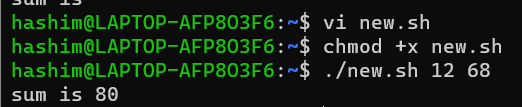 sum is
hashim@LAPTOP-AFP8O3F6:~$ vi new.sh
hashim@LAPTOP-AFP8O3F6:~$ chmod +x new.sh
hashim@LAPTOP-AFP8O3F6:~$ ./new.sh 12 68
sum is 80